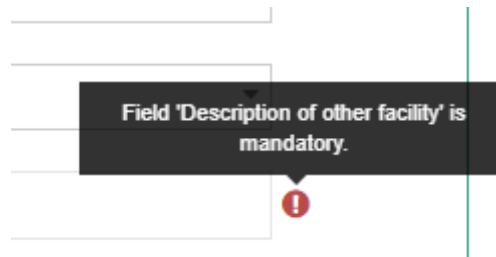 Field 'Description of other facility' is
mandatory.